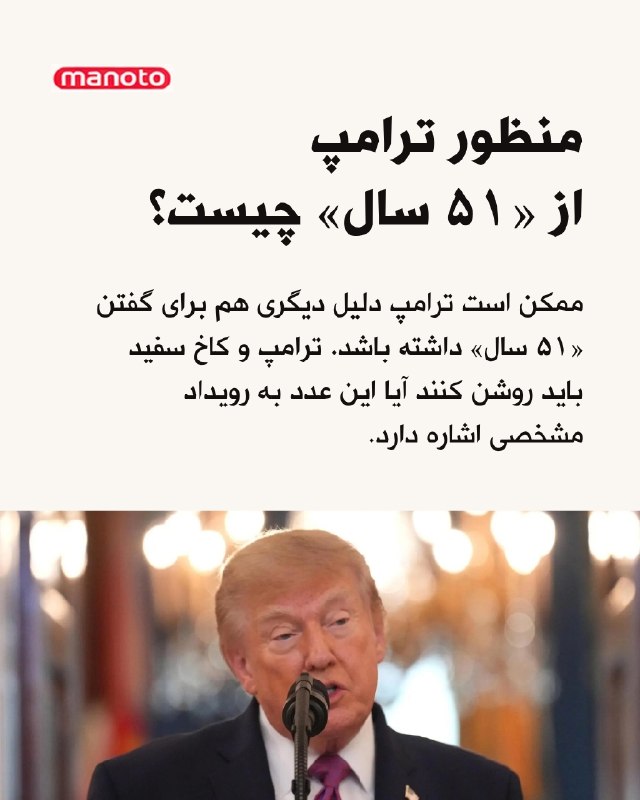 manoto
منظور ترامپ
از «۵۱ سال» چیست؟
ممکن است ترامپ دلیل دیگری هم برای گفتن
«۵۱ سال» داشته باشد. ترامپ و کاخ سفید
باید روشن کنند آیا این عدد به رویداد
مشخصی اشاره دارد.